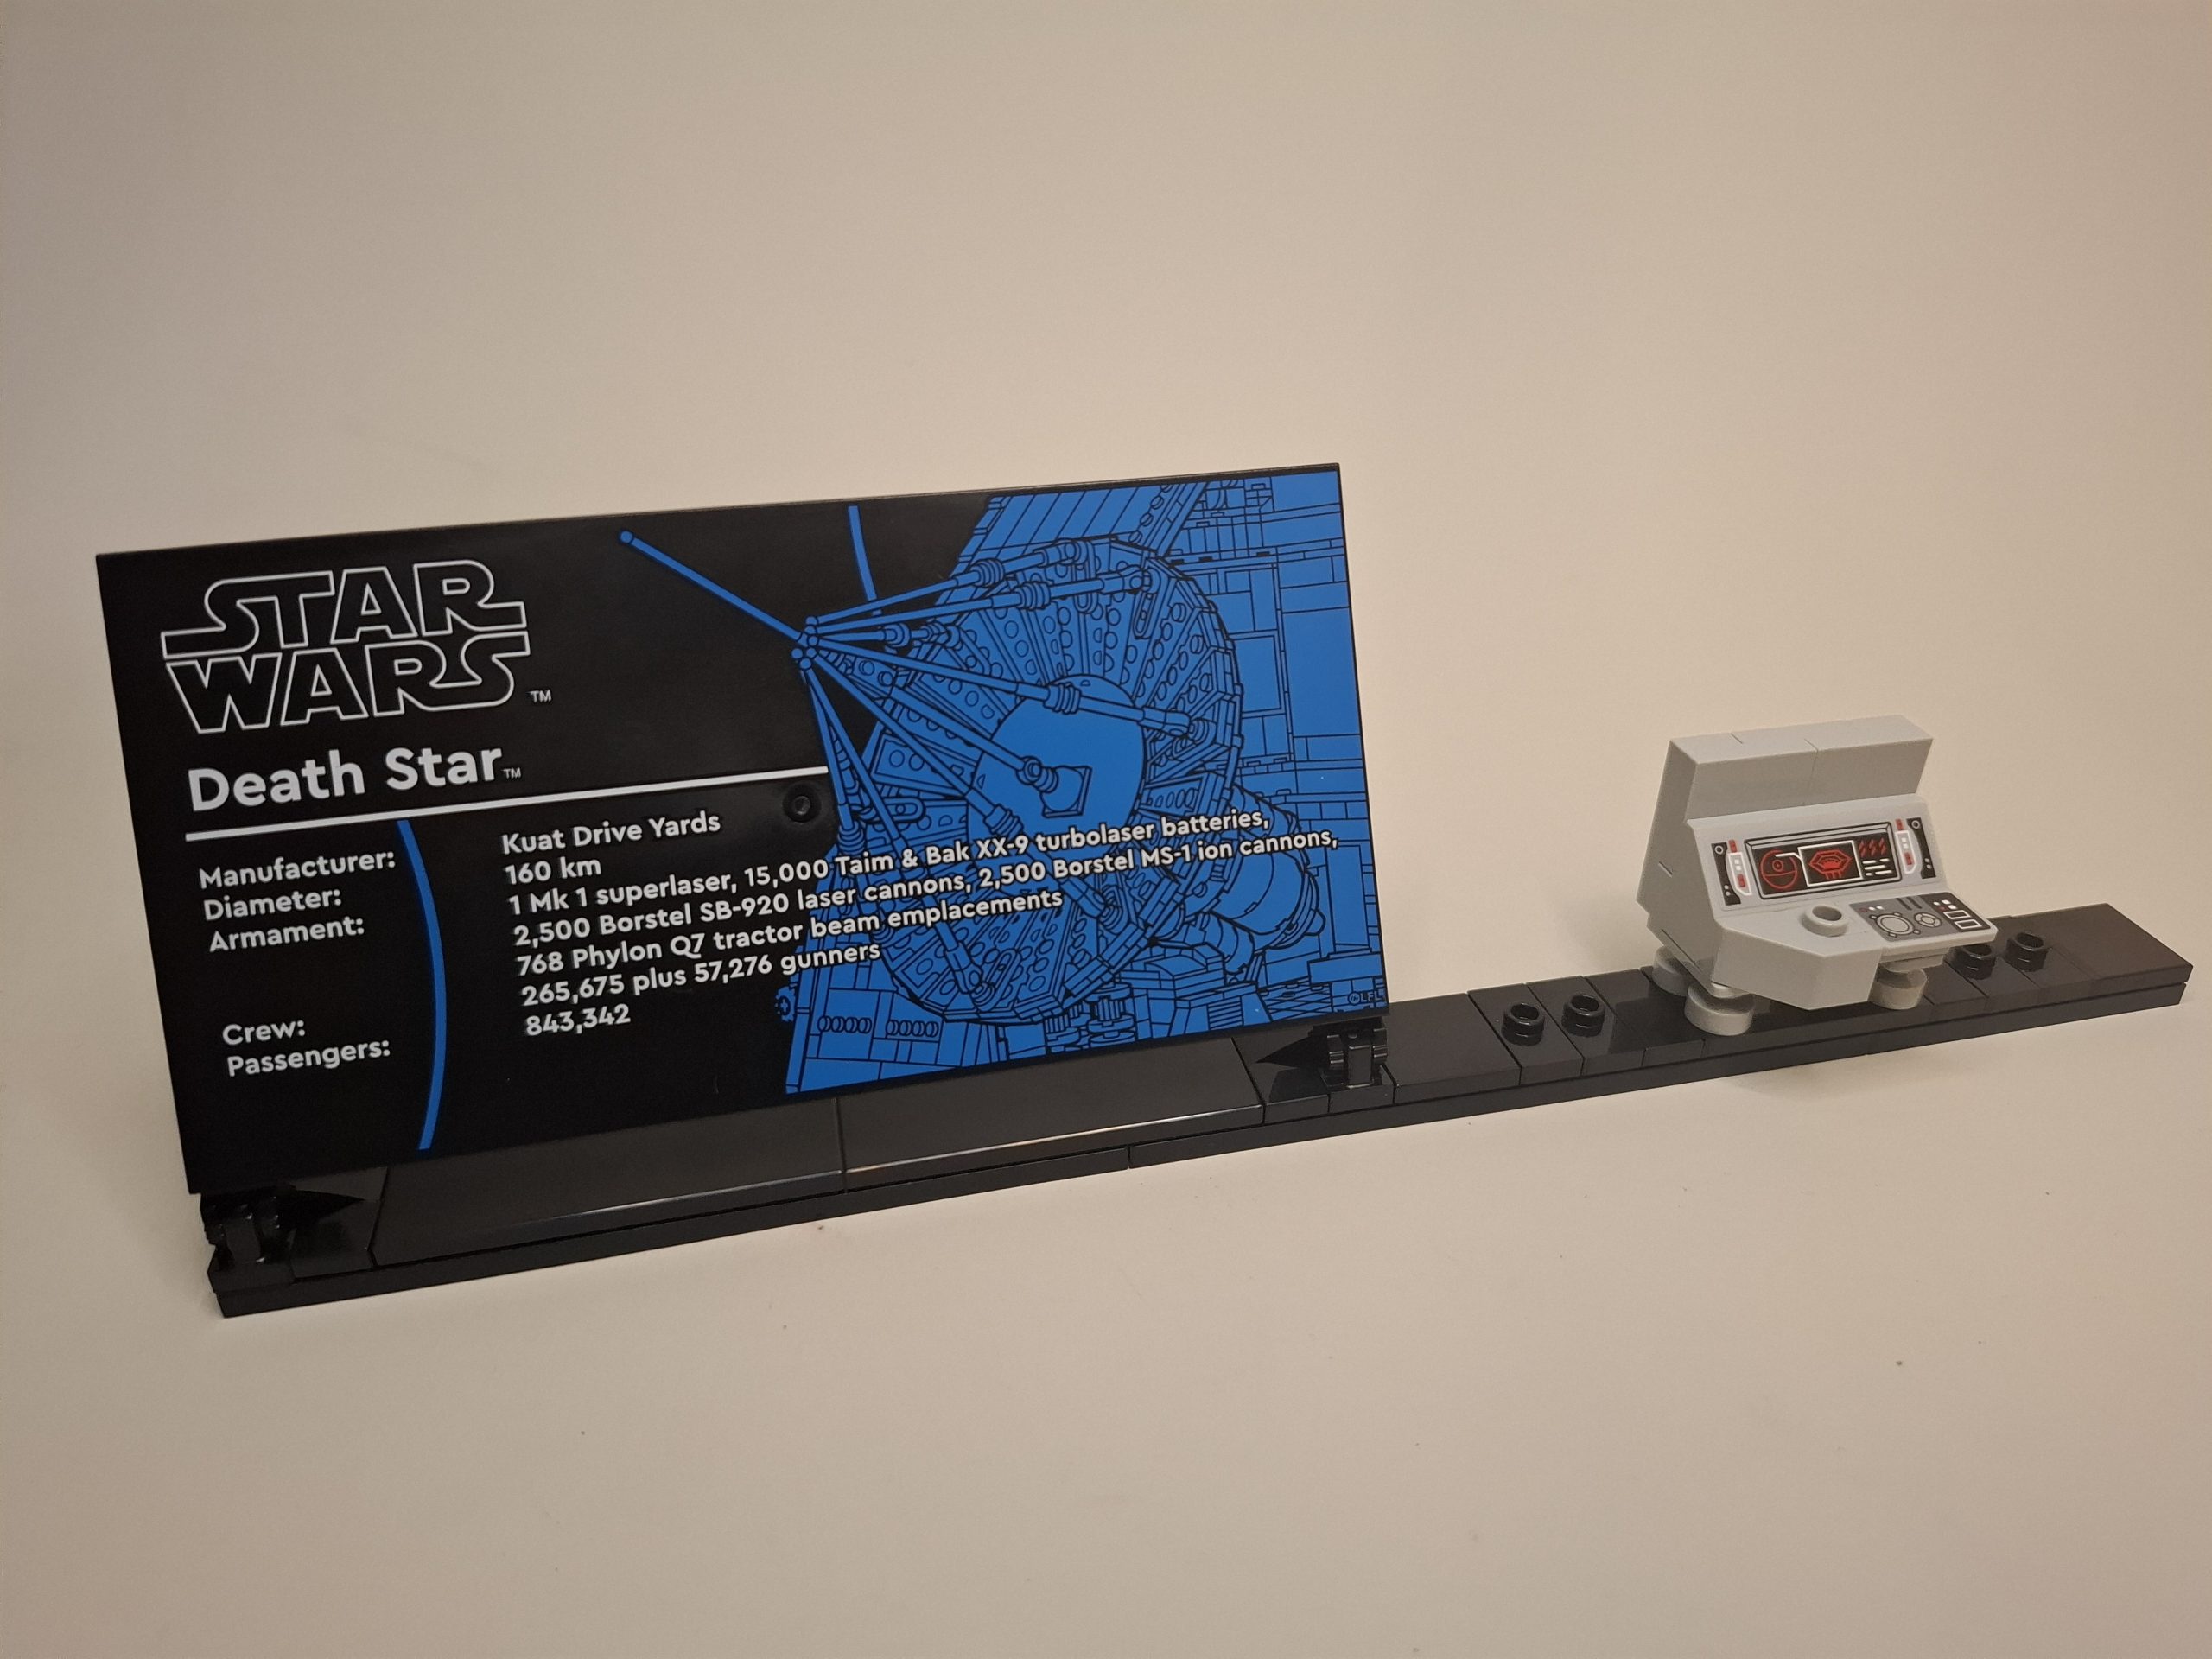 STAR
WARS™
Death Star™
Manufacturer: Kuat Drive Yards
Diameter: 160 km
Armament: 1 Mk 1 superlaser, 15,000 Taim & Bak XX-9 turbolaser batteries,
2,500 Borstel SB-920 laser cannons, 2,500 Borstel MS-1 ion cannons,
768 Phylon Q7 tractor beam emplacements
Crew: 265,675 plus 57,276 gunners
Passengers: 843,342
©LFL